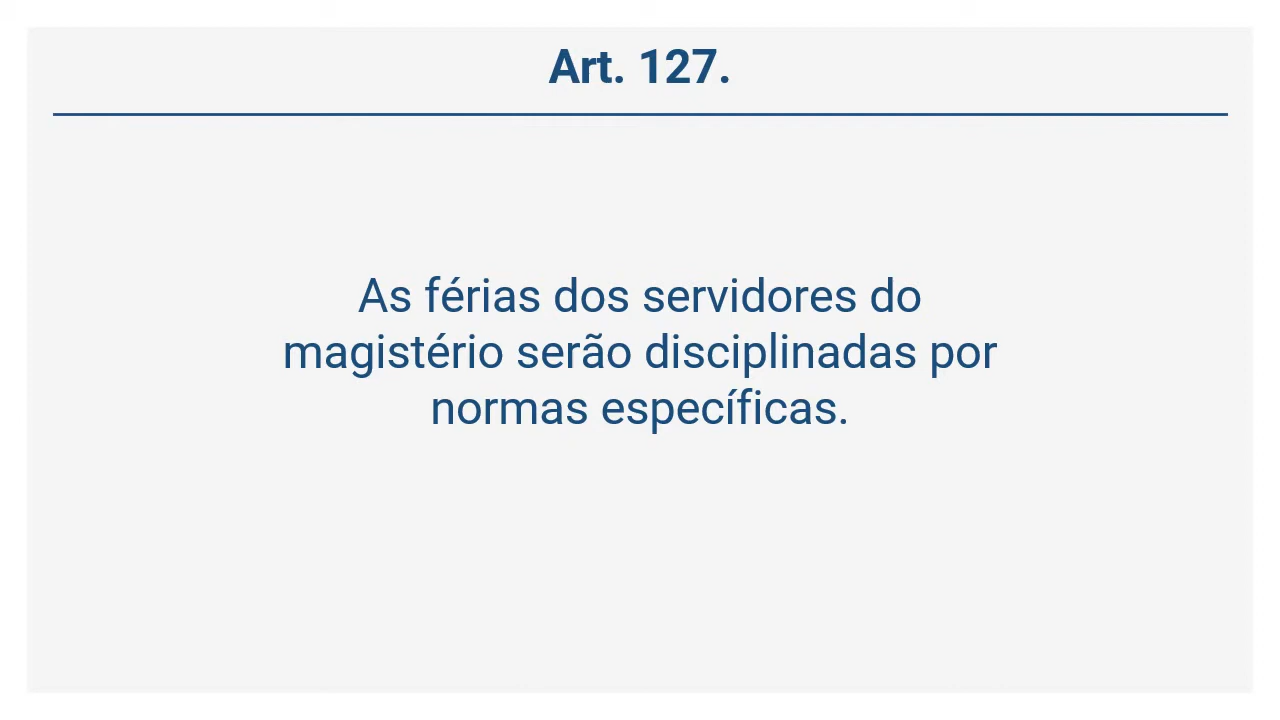 Art. 127.
As férias dos servidores do
magistério serão disciplinadas por
normas específicas.